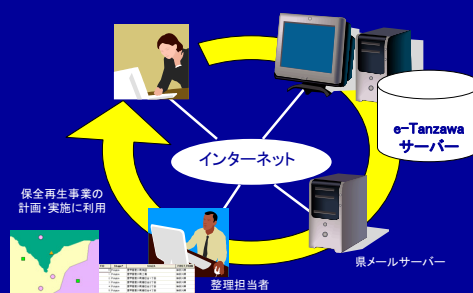 e-Tanzawa
サーバー
インターネット
保全再生事業の
計画・実施に利用
県メールサーバー
整理担当者